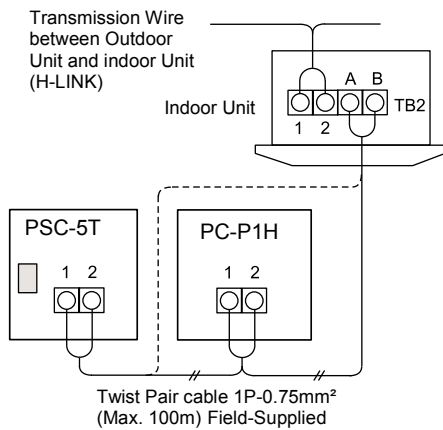 Transmission Wire
between Outdoor
Unit and indoor Unit
(H-LINK)
A B
Indoor Unit
TB2
1 2
PSC-5T
PC-P1H
1 2
1 2
Twist Pair cable 1P-0.75mm²
(Max. 100m) Field-Supplied